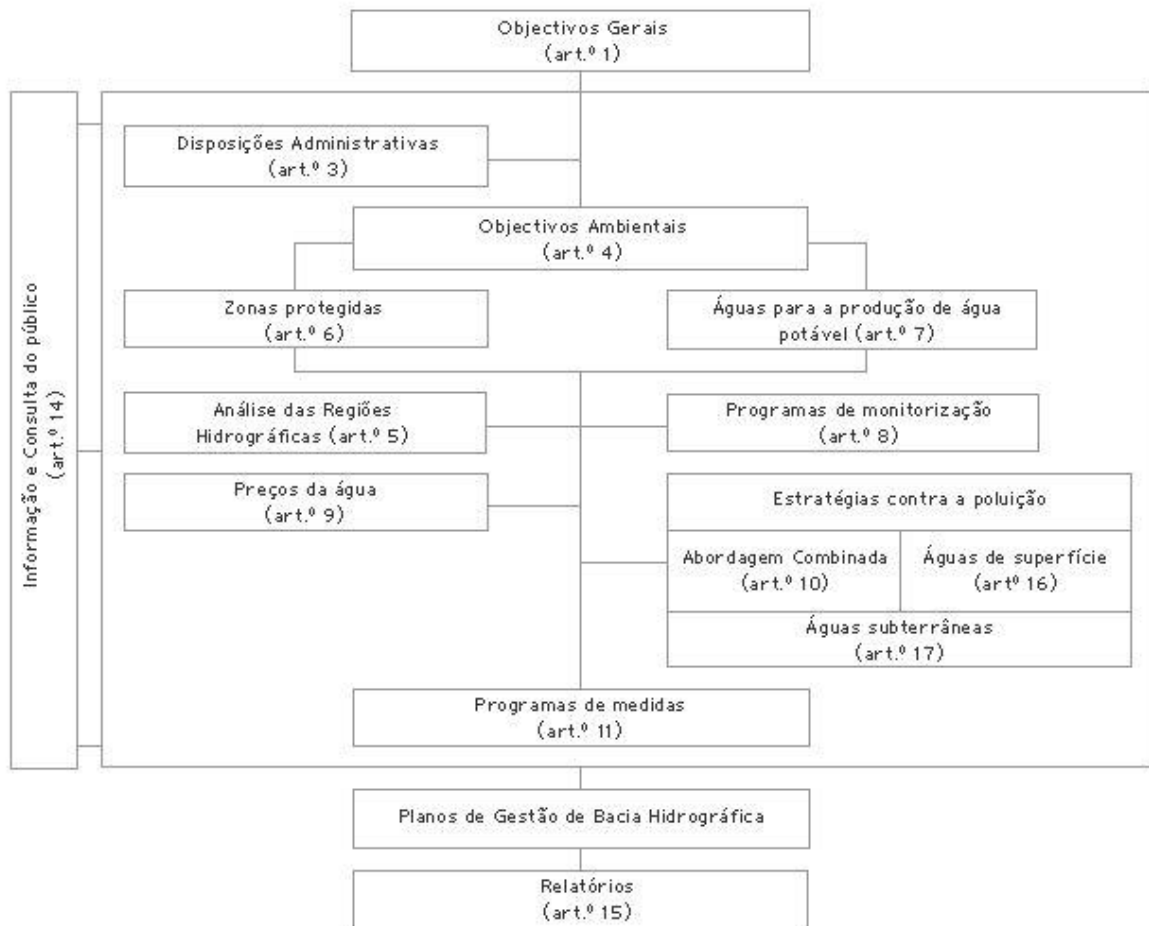 Objectivos Gerais
(art.º 1)
Informação e Consulta do público
(art.º 14)
Disposições Administrativas
(art.º 3)
Objectivos Ambientais
(art.º 4)
Zonas protegidas
(art.º 6)
Águas para a produção de água
potável (art.º 7)
Análise das Regiões
Hidrográficas (art.º 5)
Programas de monitorização
(art.º 8)
Preços da água
(art.º 9)
Estratégias contra a poluição
Abordagem Combinada
(art.º 10)
Águas de superfície
(artº 16)
Águas subterrâneas
(art.º 17)
Programas de medidas
(art.º 11)
Planos de Gestão de Bacia Hidrográfica
Relatórios
(art.º 15)